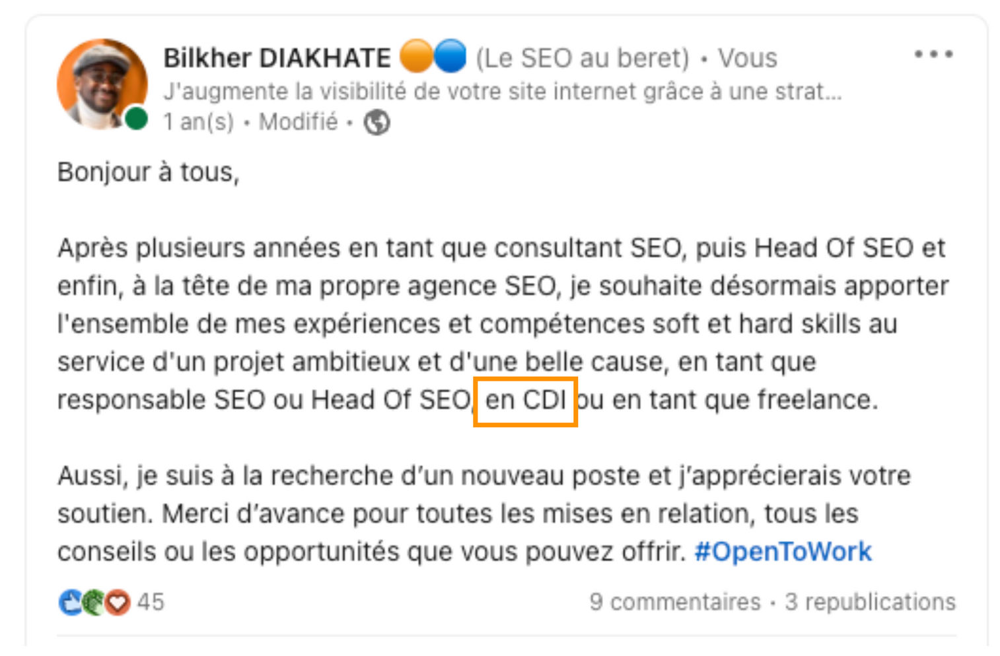 Bilkher DIAKHATE 🟠🔵 (Le SEO au beret) • Vous
J'augmente la visibilité de votre site internet grâce à une strat...
1 an(s) • Modifié •
Bonjour à tous,
Après plusieurs années en tant que consultant SEO, puis Head Of SEO et
enfin, à la tête de ma propre agence SEO, je souhaite désormais apporter
l'ensemble de mes expériences et compétences soft et hard skills au
service d'un projet ambitieux et d'une belle cause, en tant que
responsable SEO ou Head Of SEO, en CDI ou en tant que freelance.
Aussi, je suis à la recherche d’un nouveau poste et j’apprécierais votre
soutien. Merci d’avance pour toutes les mises en relation, tous les
conseils ou les opportunités que vous pouvez offrir. #OpenToWork
45
9 commentaires • 3 republications